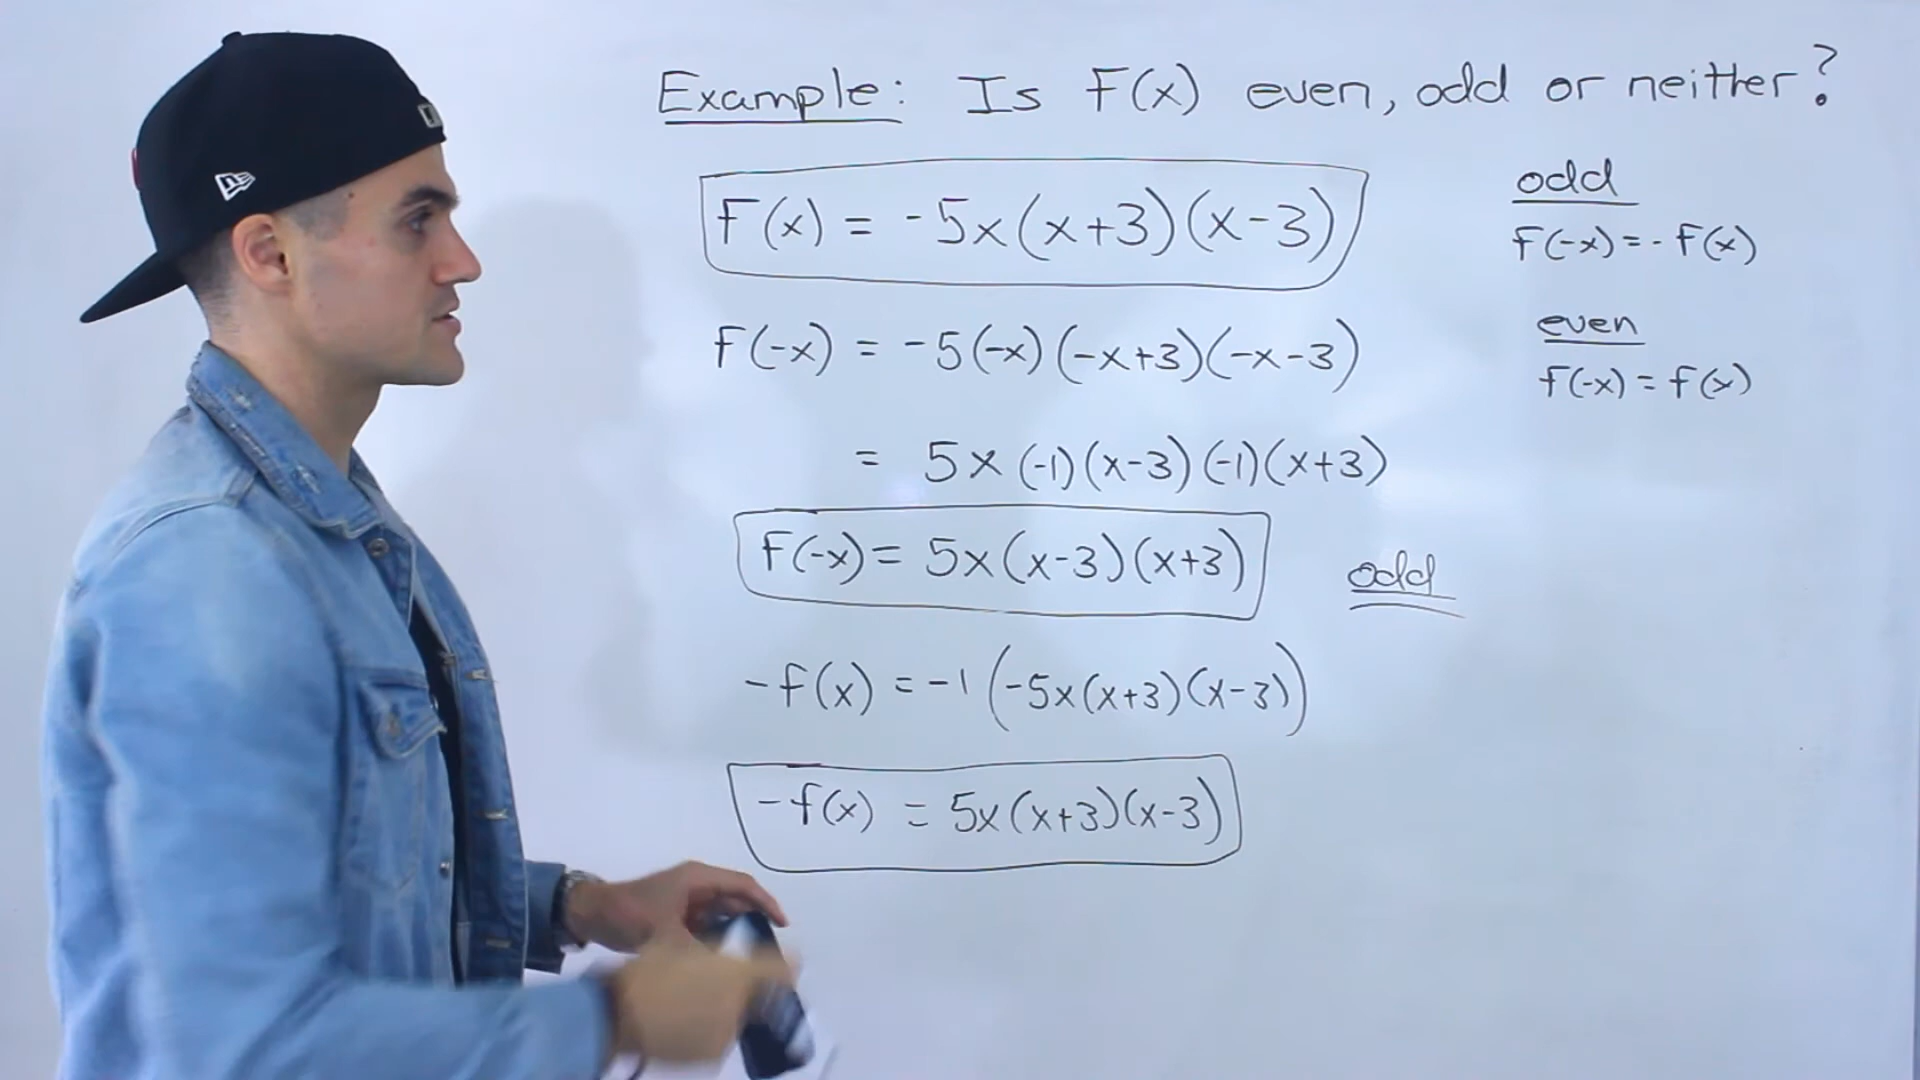 Example: Is F(x) even, odd or neither?
F(x) = -5x(x+3)(x-3)
odd
f(-x) = - F(x)
F(-x) = -5(-x)(-x+3)(-x-3)
even
f(-x) = f(x)
= 5x(-1)(x-3)(-1)(x+3)
F(-x) = 5x(x-3)(x+3)
odd
-f(x) = -1(-5x(x+3)(x-3))
-f(x) = 5x(x+3)(x-3)